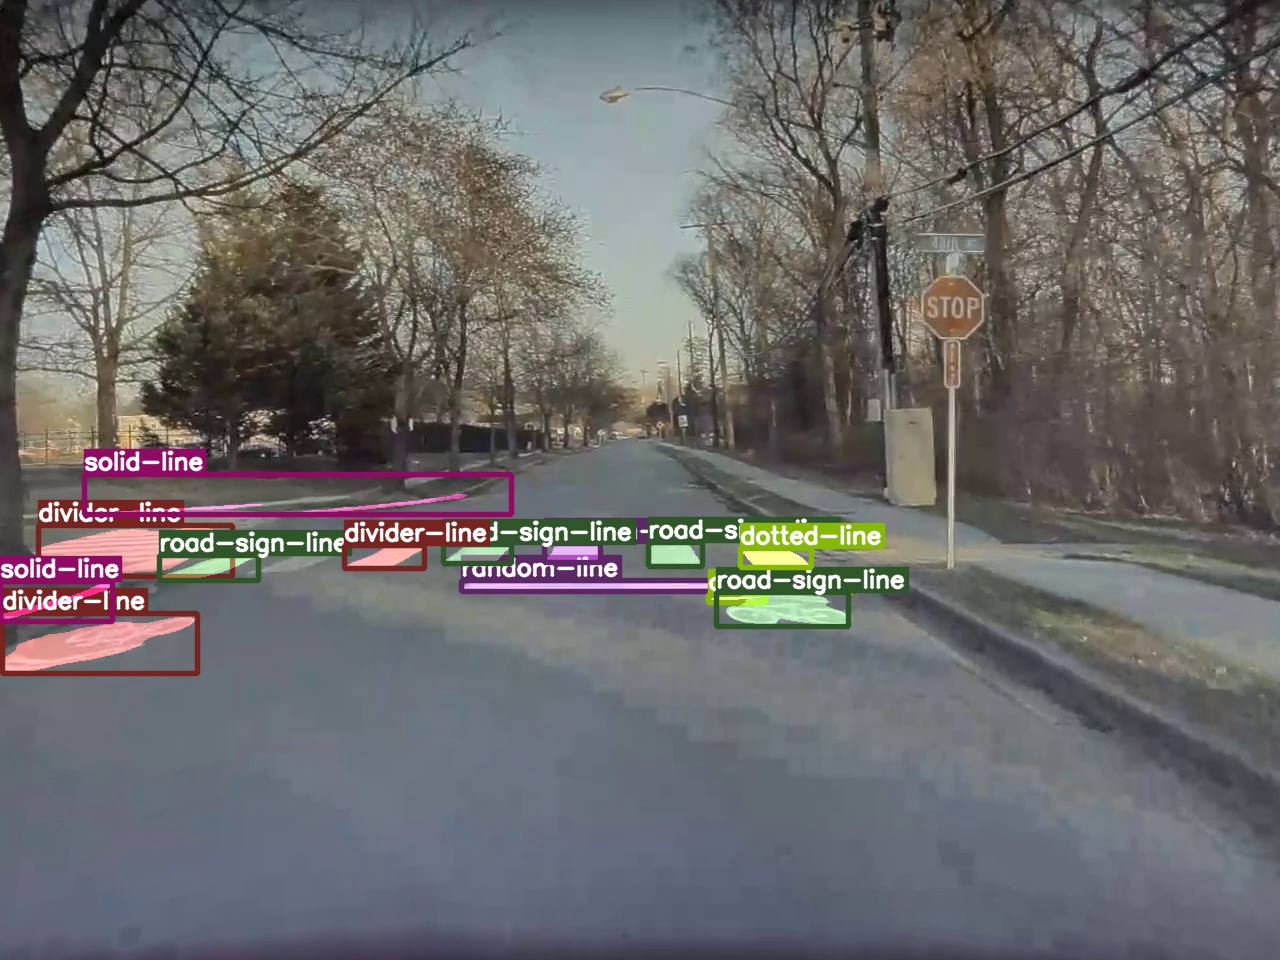 STOP
solid-line
divider-line
road-sign-line
divider-line
d-sign-line
-road-si
dotted-line
solid-line
random-line
road-sign-line
divider-line